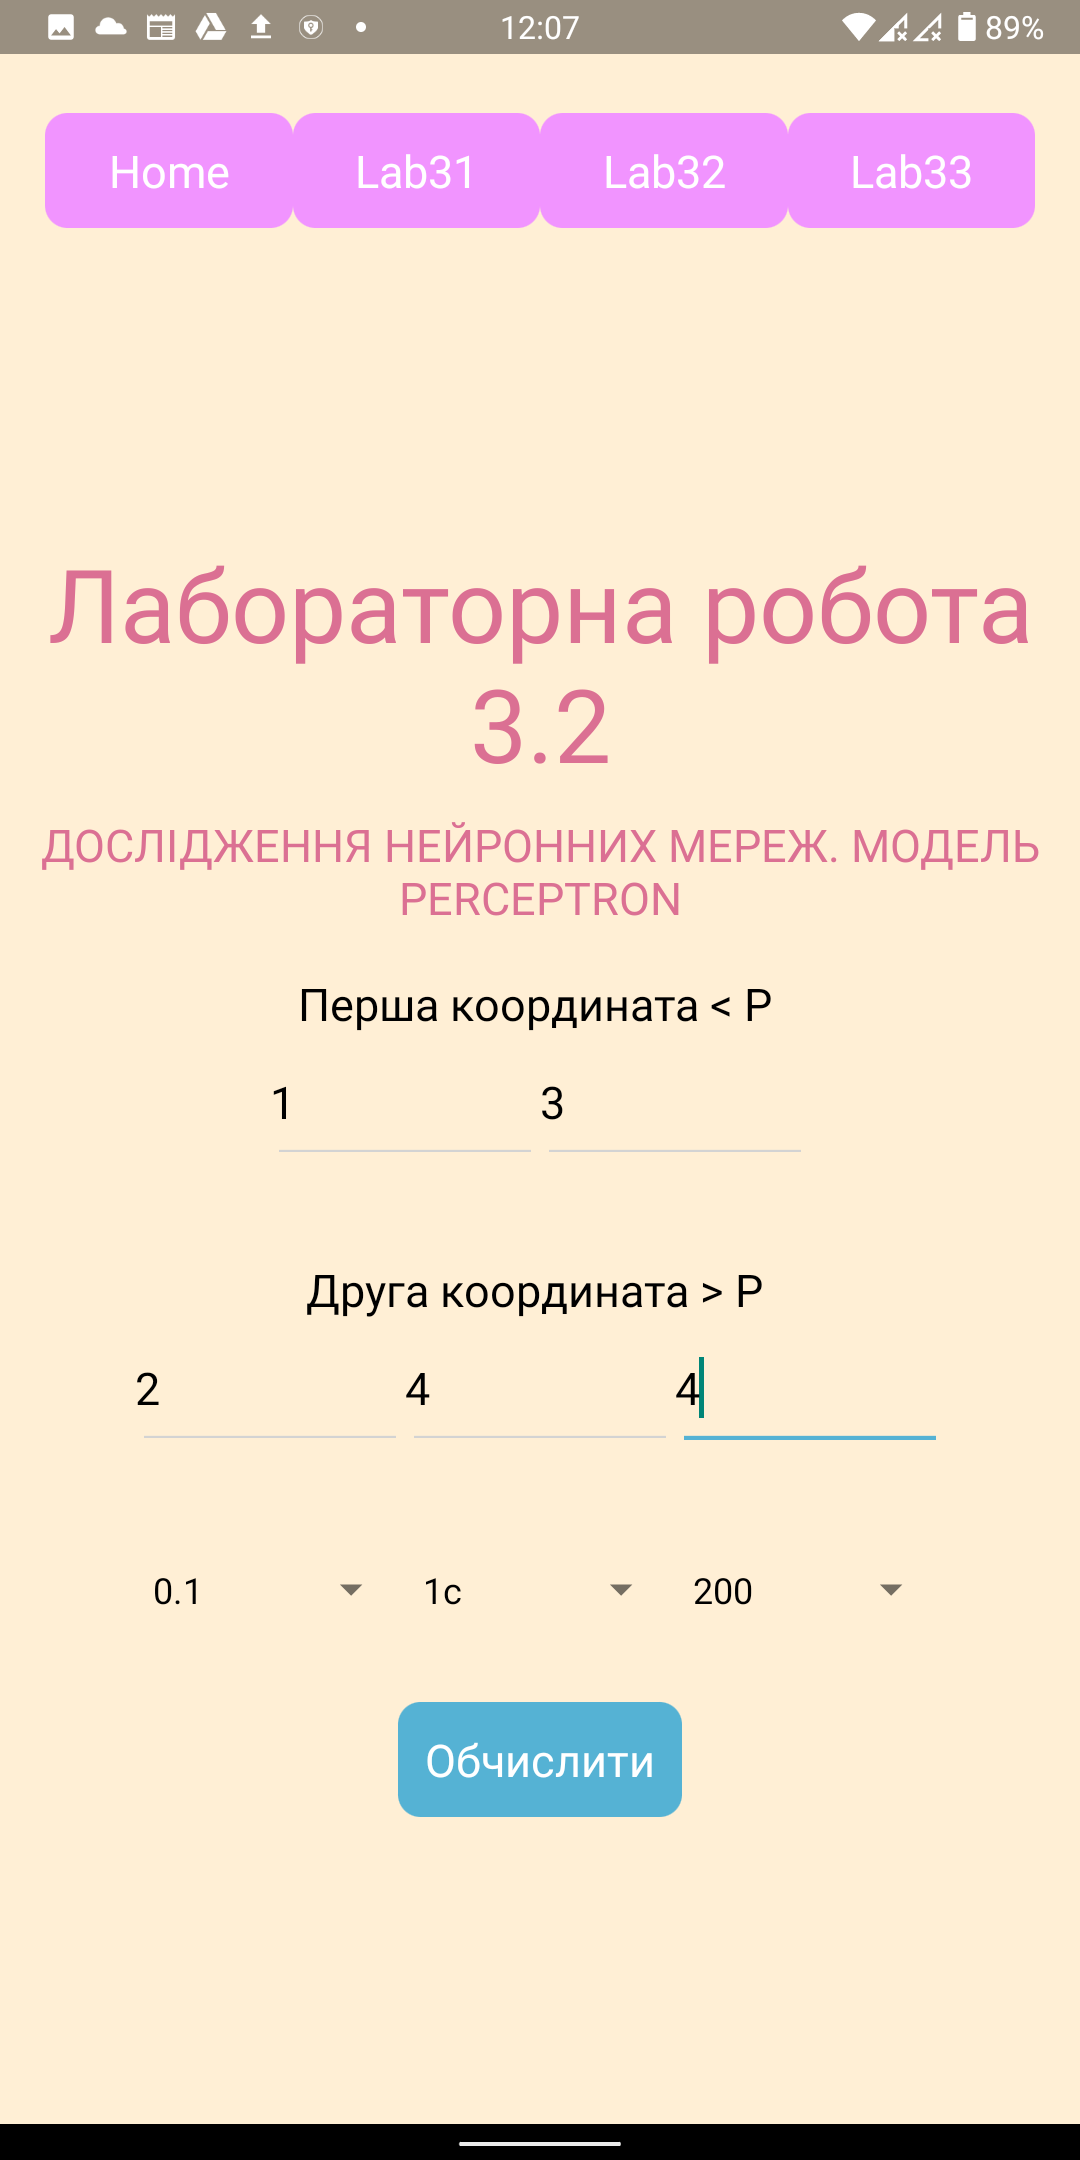 12:07
89%
Home Lab31 Lab32 Lab33
Лабораторна робота
3.2
ДОСЛІДЖЕННЯ НЕЙРОННИХ МЕРЕЖ. МОДЕЛЬ
PERCEPTRON
Перша координата < P
1 3
Друга координата > P
2 4 4
0.1 1c 200
Обчислити